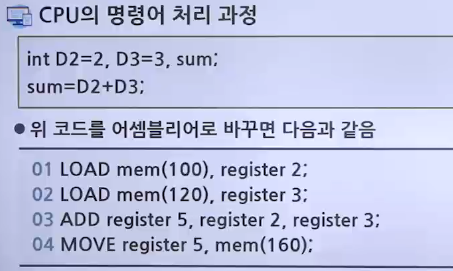 CPU의 명령어 처리 과정
int D2=2, D3=3, sum;
sum=D2+D3;
● 위 코드를 어셈블리어로 바꾸면 다음과 같음
01 LOAD mem(100), register 2;
02 LOAD mem(120), register 3;
03 ADD register 5, register 2, register 3;
04 MOVE register 5, mem(160);